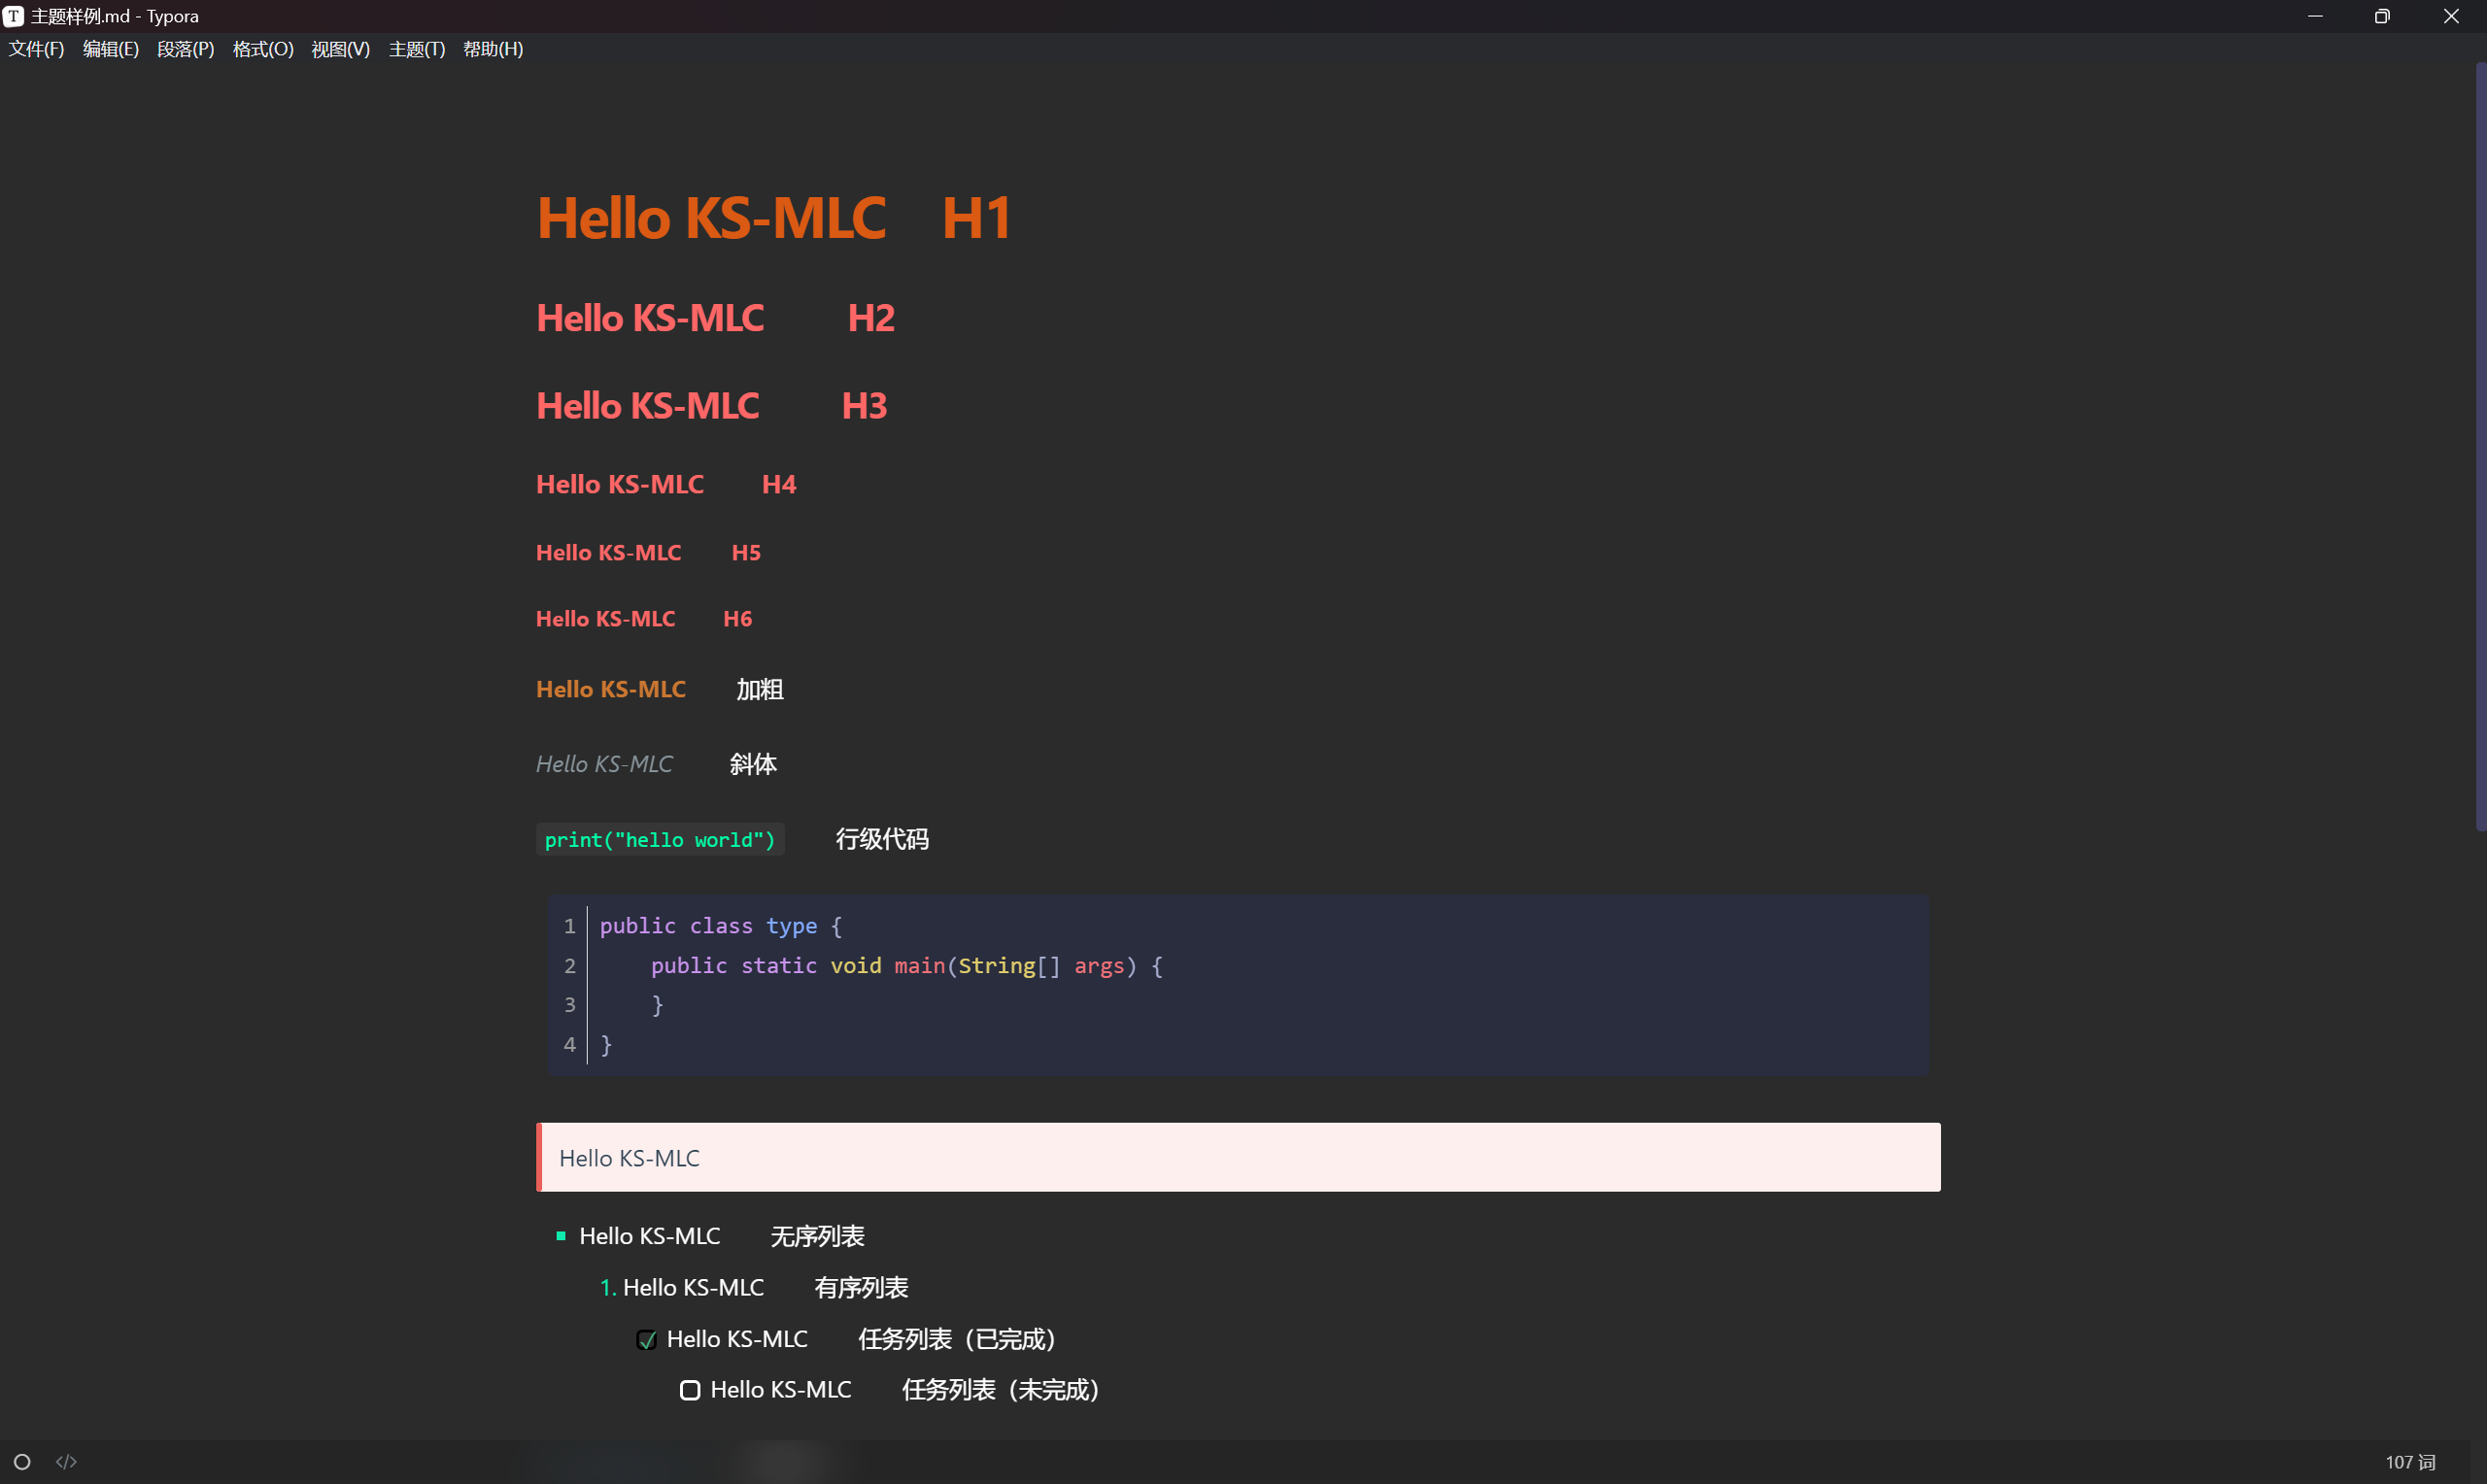 主题样例.md - Typora
文件(F) 编辑(E) 段落(P) 格式(O) 视图(V) 主题(T) 帮助(H)
Hello KS-MLC H1
Hello KS-MLC H2
Hello KS-MLC H3
Hello KS-MLC H4
Hello KS-MLC H5
Hello KS-MLC H6
Hello KS-MLC 加粗
Hello KS-MLC 斜体
print("hello world") 行级代码
1 public class type {
2 public static void main(String[] args) {
3 }
4 }
Hello KS-MLC
Hello KS-MLC 无序列表
1. Hello KS-MLC 有序列表
Hello KS-MLC 任务列表（已完成）
Hello KS-MLC 任务列表（未完成）
</> 107 词